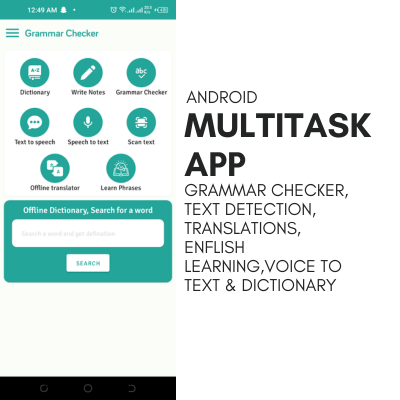 12:49 AM
Grammar Checker
Dictionary
Write Notes
Grammar Checker
Text to speech
Speech to text
Scan text
Offline translator
Learn Phrases
Offline Dictionary, Search for a word
Search a word and get defination
SEARCH
ANDROID
MULTITASK
APP
GRAMMAR CHECKER,
TEXT DETECTION,
TRANSLATIONS,
ENFLISH
LEARNING,VOICE TO
TEXT & DICTIONARY